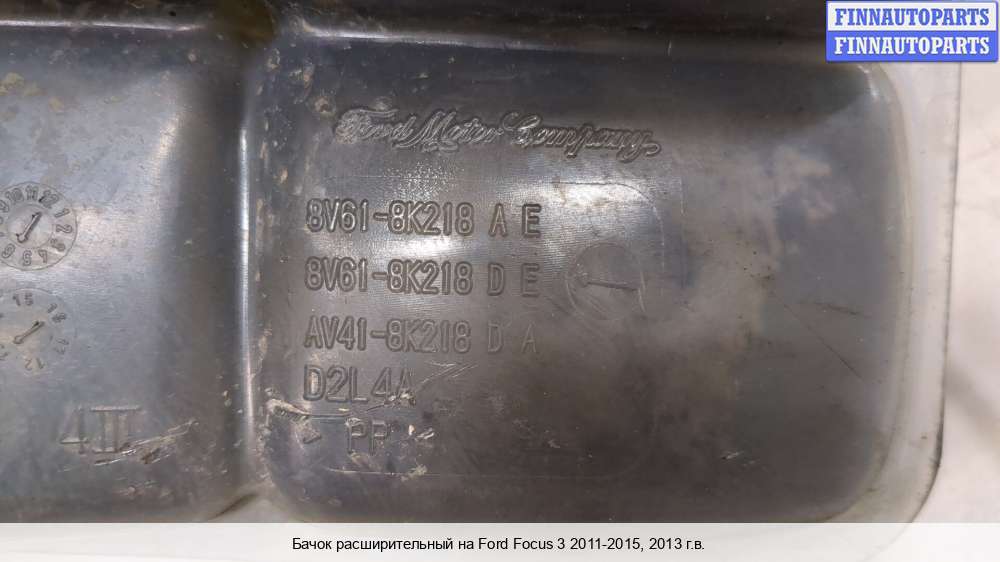 FINNAUTOPARTS
FINNAUTOPARTS
Ford Motor Company
8V61-8K218 A E
8V61-8K218 D E
AV41-8K218 D A
D2L4A
PP
4II
Бачок расширительный на Ford Focus 3 2011-2015, 2013 г.в.